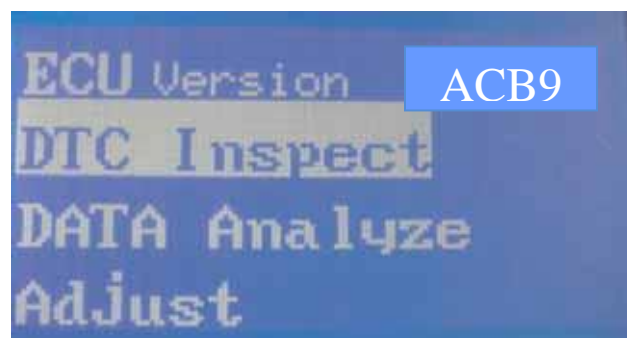 ECU Version ACB9
DTC Inspect
DATA Analyze
Adjust